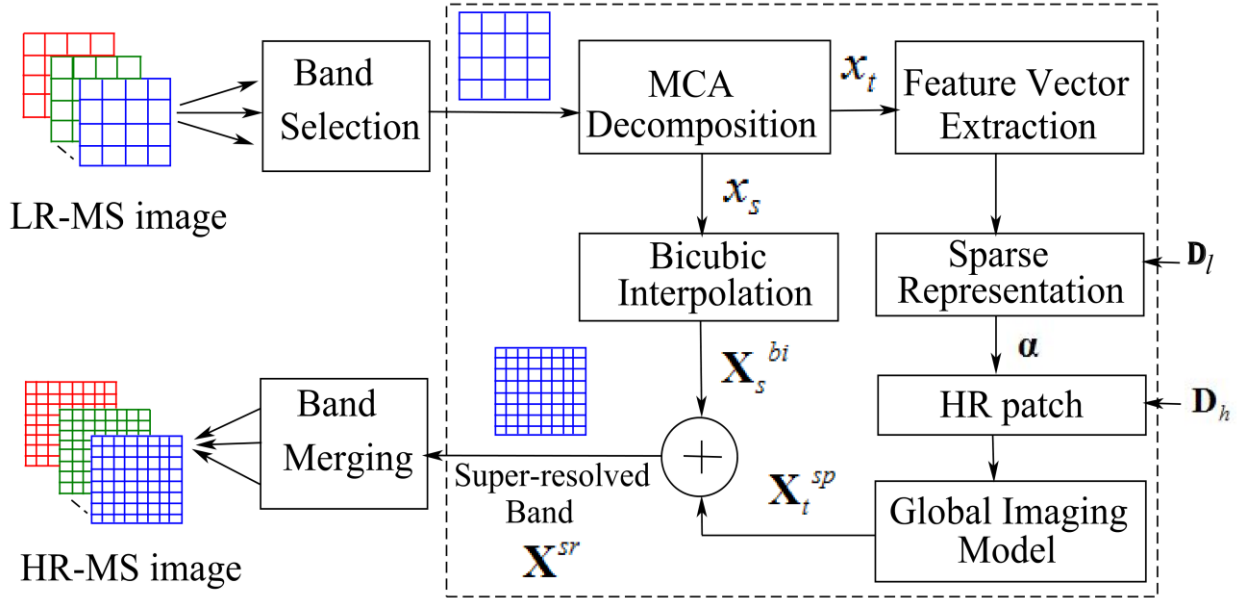 LR-MS image
Band
Selection
MCA
Decomposition
x_t
Feature Vector
Extraction
x_s
Bicubic
Interpolation
Sparse
Representation
D_l
α
X_s^{bi}
HR patch
D_h
Band
Merging
Super-resolved
Band
X^{sr}
X_t^{sp}
Global Imaging
Model
HR-MS image